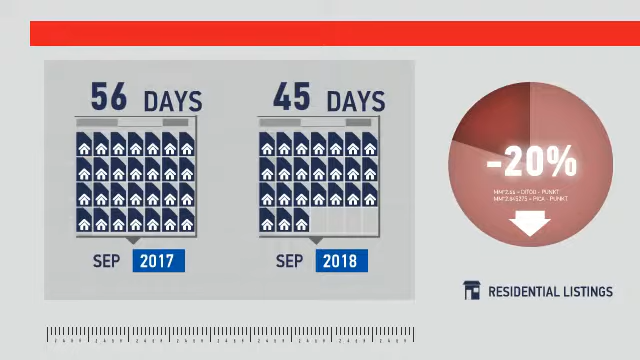 56 DAYS
45 DAYS
SEP 2017
SEP 2018
-20%
RESIDENTIAL LISTINGS